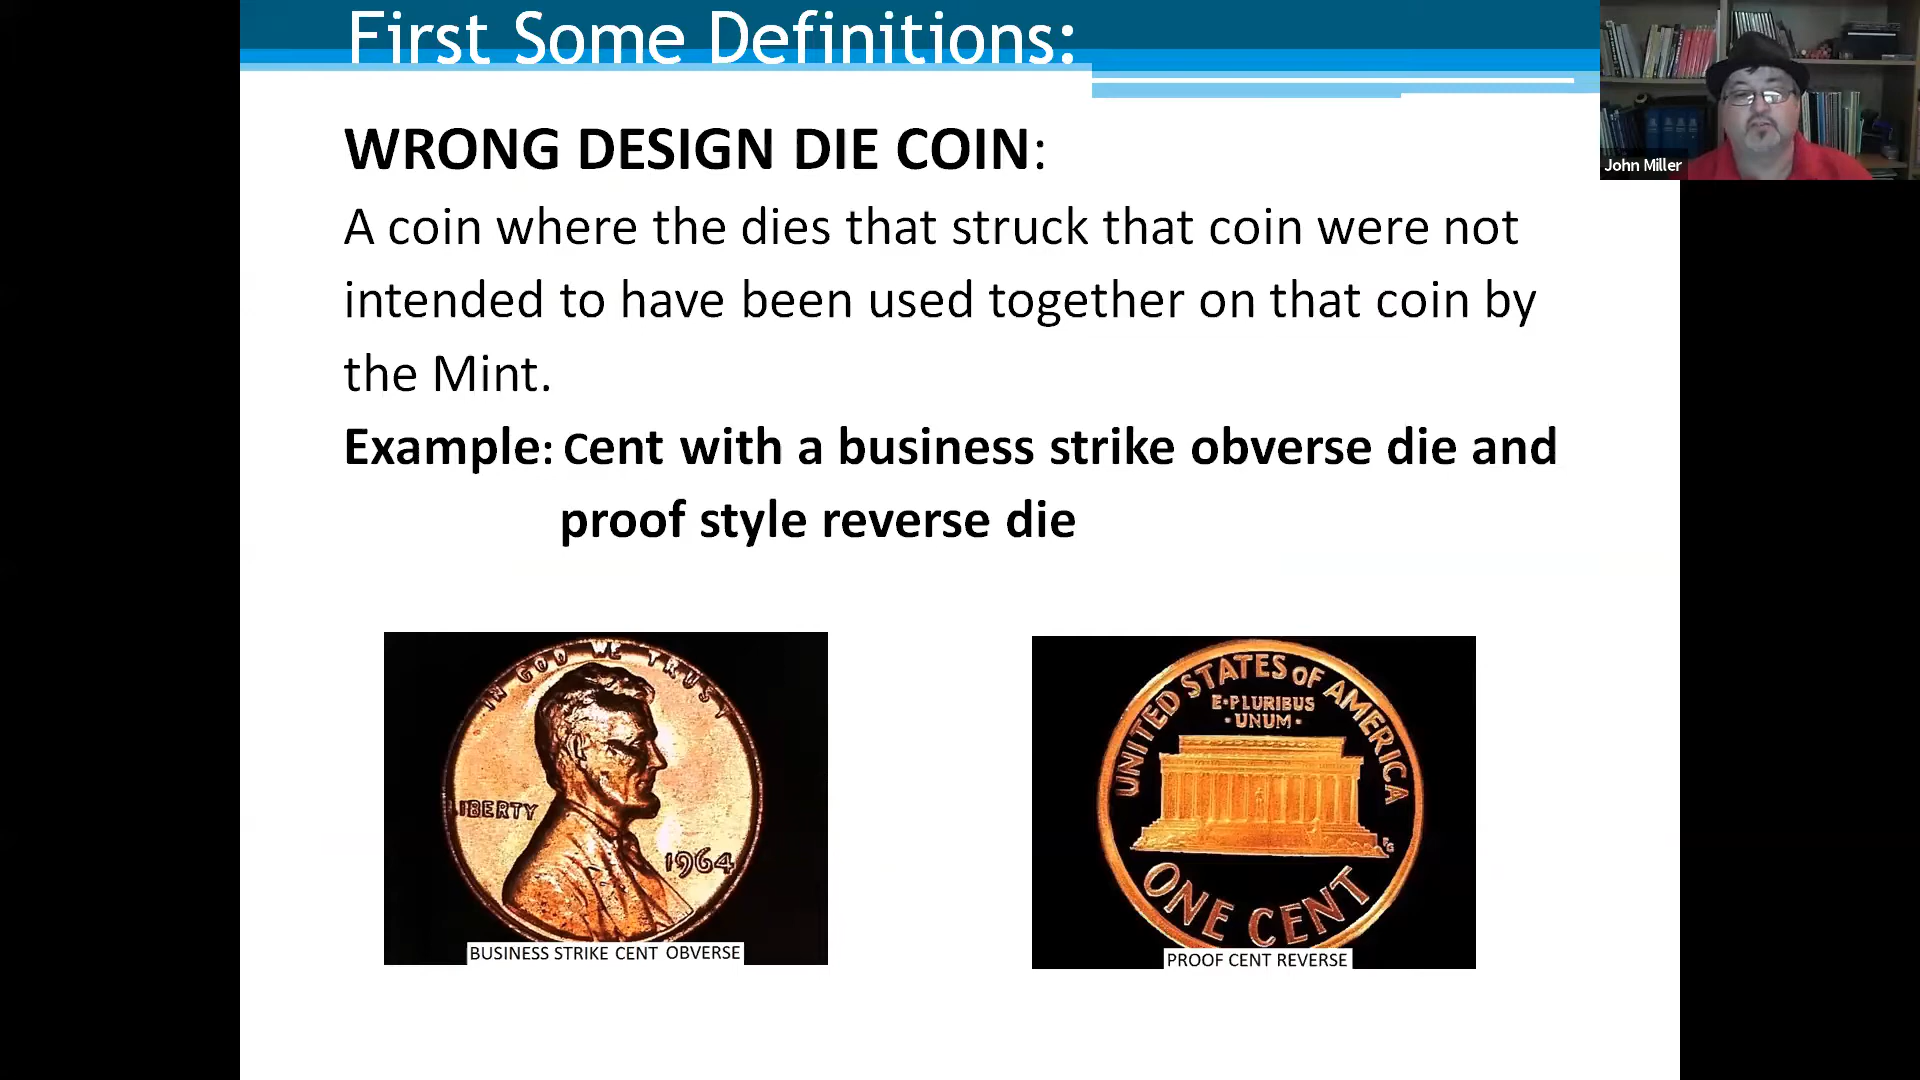 First Some Definitions:
WRONG DESIGN DIE COIN:
A coin where the dies that struck that coin were not
intended to have been used together on that coin by
the Mint.
Example: Cent with a business strike obverse die and
proof style reverse die
IN GOD WE TRUST
LIBERTY
1964
BUSINESS STRIKE CENT OBVERSE
UNITED STATES OF AMERICA
E·PLURIBUS
·UNUM·
FG
ONE CENT
PROOF CENT REVERSE
John Miller